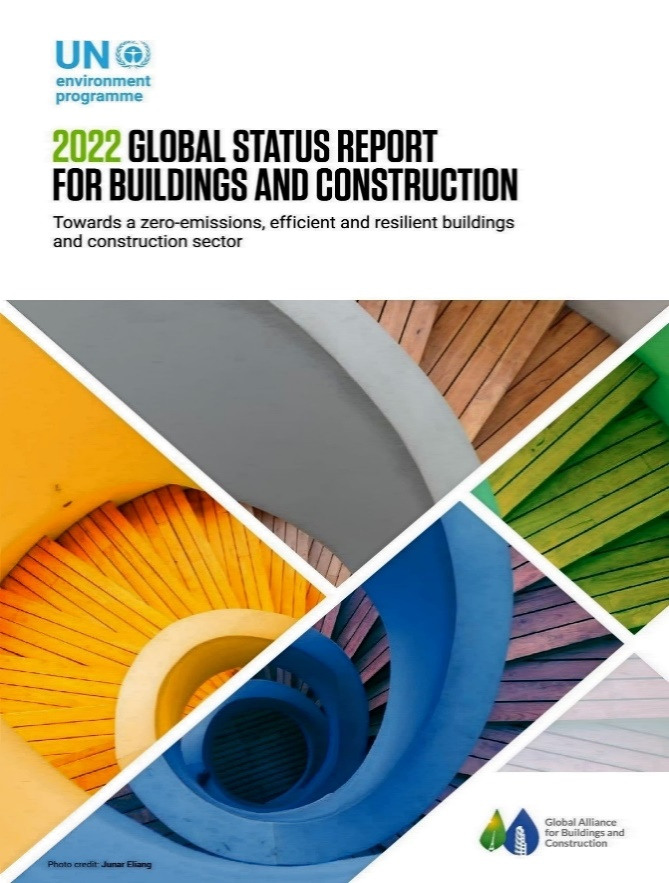 UN
environment
programme
2022 GLOBAL STATUS REPORT
FOR BUILDINGS AND CONSTRUCTION
Towards a zero-emissions, efficient and resilient buildings
and construction sector
Global Alliance
for Buildings and
Construction
Photo credit: Junar Eliang